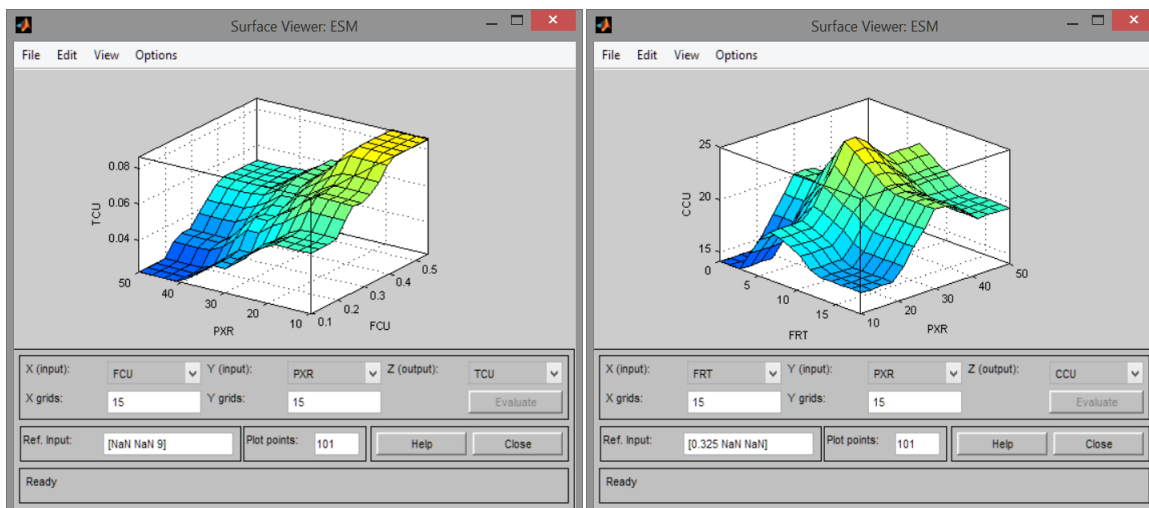 Surface Viewer: ESM
File Edit View Options
0.08
0.06
0.04
TCU
50
40
30
20
10
PXR
0.1
0.2
0.3
0.4
0.5
FCU
X (input): FCU Y (input): PXR Z (output): TCU
X grids: 15 Y grids: 15 Evaluate
Ref. Input: [NaN NaN 9] Plot points: 101 Help Close
Ready
Surface Viewer: ESM
File Edit View Options
25
20
15
CCU
0
5
10
15
FRT
10
20
30
40
50
PXR
X (input): FRT Y (input): PXR Z (output): CCU
X grids: 15 Y grids: 15 Evaluate
Ref. Input: [0.325 NaN NaN] Plot points: 101 Help Close
Ready